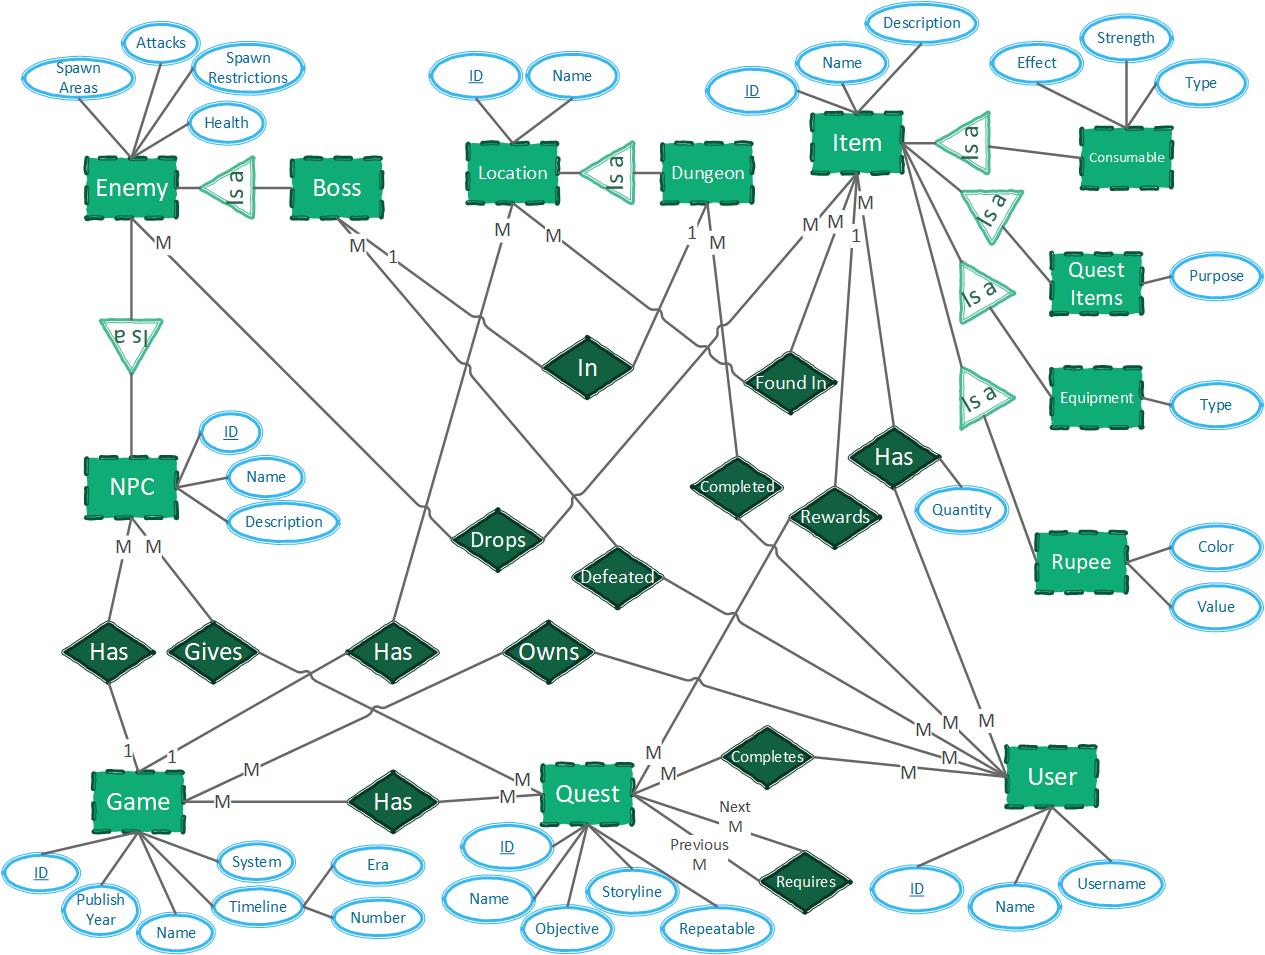 Description
Attacks
Strength
Spawn
Areas
Spawn
Restrictions
ID
Name
Name
Effect
Type
ID
Health
Item
Is a
Consumable
Enemy
Is a
Boss
Location
Is a
Dungeon
Is a
M
M
M
1
M
M
M
1
M
M
M
1
Quest
Items
Purpose
Is a
Is a
In
Found In
Is a
Equipment
Type
ID
NPC
Name
Description
Completed
Has
Rewards
Quantity
M
M
Drops
Defeated
Rupee
Color
Value
Has
Gives
Has
Owns
1
1
M
M
M
M
M
M
M
M
M
M
M
M
Completes
User
Game
Has
Quest
Next
M
Previous
M
Requires
ID
Publish
Year
Name
System
Timeline
Era
Number
ID
Name
Objective
Storyline
Repeatable
ID
Name
Username